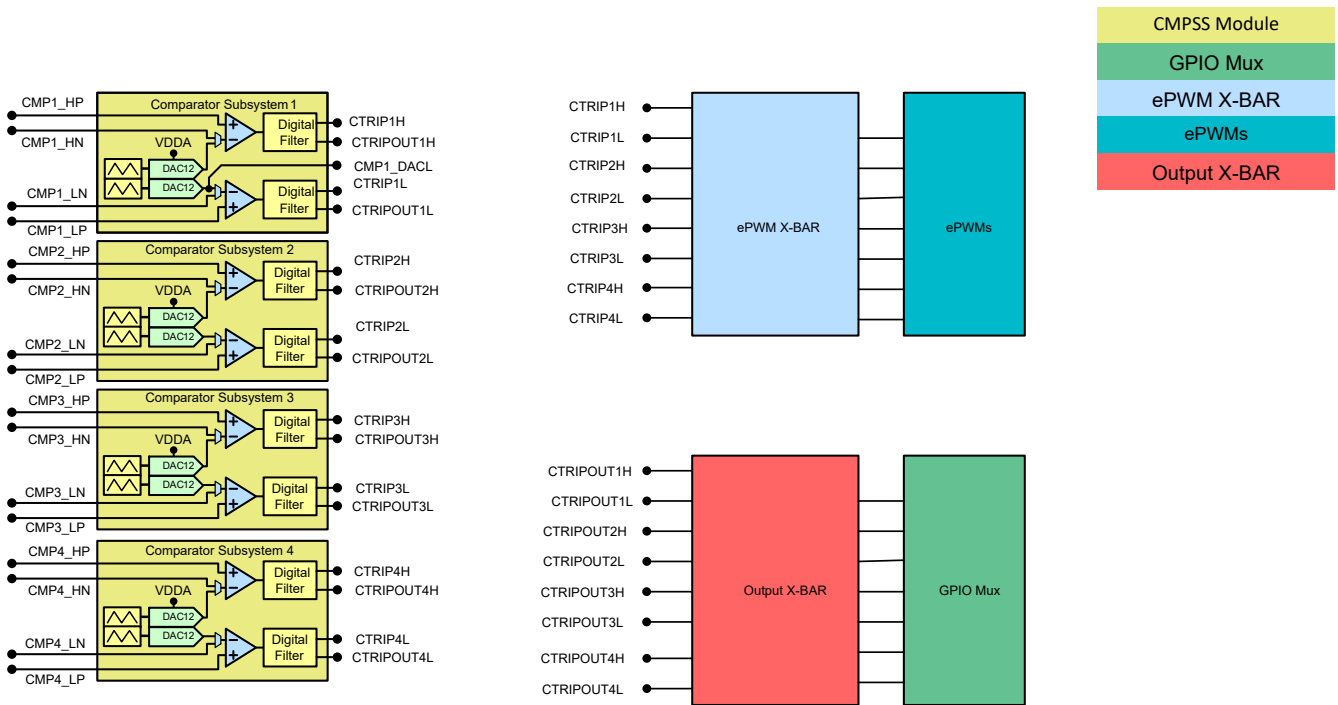 CMPSS Module
GPIO Mux
ePWM X-BAR
ePWMs
Output X-BAR
Comparator Subsystem 1
CMP1_HP
CMP1_HN
VDDA
DAC12
DAC12
CMP1_LN
CMP1_LP
Digital
Filter
Digital
Filter
CTRIP1H
CTRIPOUT1H
CMP1_DACL
CTRIP1L
CTRIPOUT1L
Comparator Subsystem 2
CMP2_HP
CMP2_HN
VDDA
DAC12
DAC12
CMP2_LN
CMP2_LP
Digital
Filter
Digital
Filter
CTRIP2H
CTRIPOUT2H
CTRIP2L
CTRIPOUT2L
Comparator Subsystem 3
CMP3_HP
CMP3_HN
VDDA
DAC12
DAC12
CMP3_LN
CMP3_LP
Digital
Filter
Digital
Filter
CTRIP3H
CTRIPOUT3H
CTRIP3L
CTRIPOUT3L
Comparator Subsystem 4
CMP4_HP
CMP4_HN
VDDA
DAC12
DAC12
CMP4_LN
CMP4_LP
Digital
Filter
Digital
Filter
CTRIP4H
CTRIPOUT4H
CTRIP4L
CTRIPOUT4L
CTRIP1H
CTRIP1L
CTRIP2H
CTRIP2L
CTRIP3H
CTRIP3L
CTRIP4H
CTRIP4L
ePWM X-BAR
ePWMs
CTRIPOUT1H
CTRIPOUT1L
CTRIPOUT2H
CTRIPOUT2L
CTRIPOUT3H
CTRIPOUT3L
CTRIPOUT4H
CTRIPOUT4L
Output X-BAR
GPIO Mux